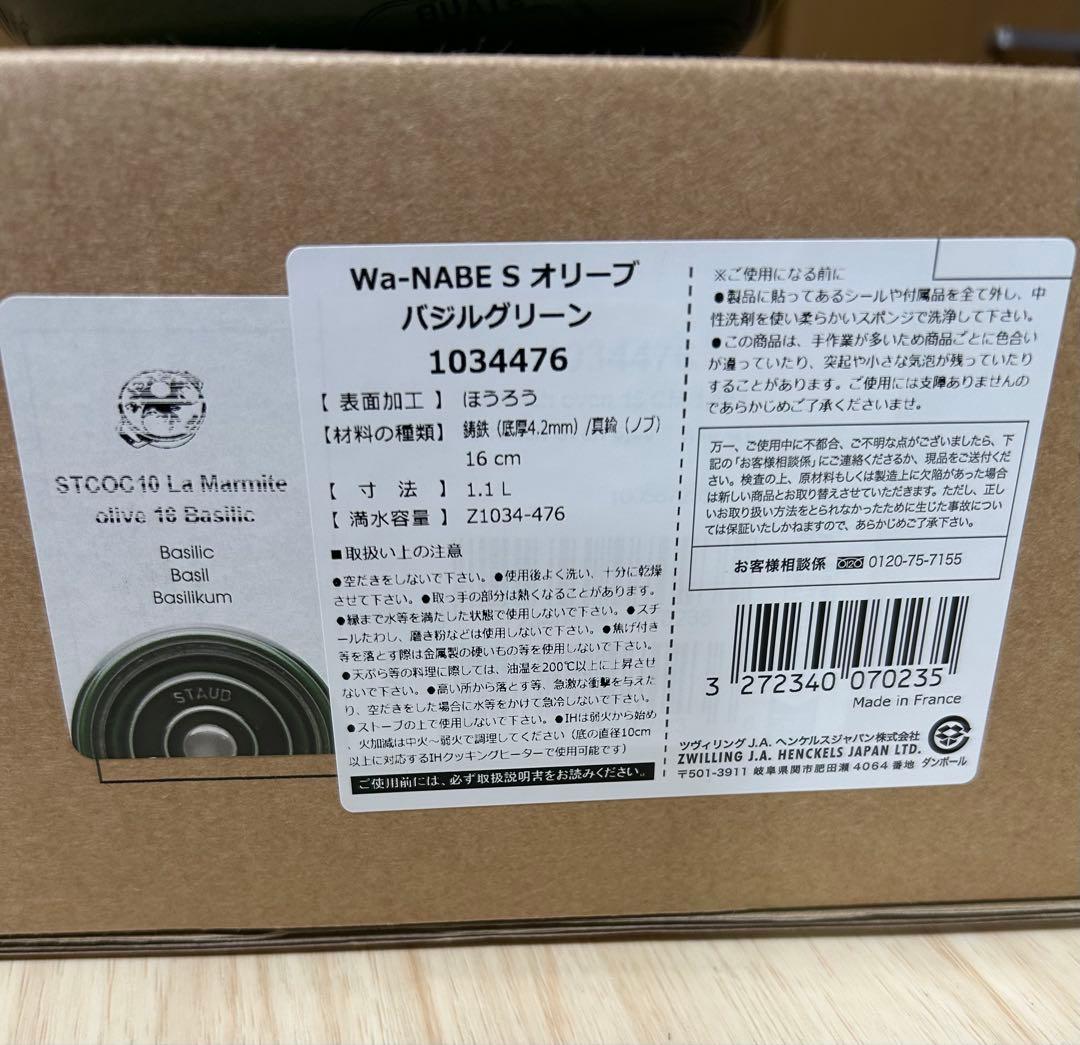 STCOC10 La Marmite
olive 16 Basilic
Basilic
Basil
Basilikum
STAUB
Wa-NABE S オリーブ
バジルグリーン
1034476
【 表面加工 】 ほうろう
【材料の種類】 鋳鉄（底厚4.2mm）/真鍮（ノブ）
16 cm
【 寸 法 】 1.1 L
【 満水容量 】 Z1034-476
■取扱い上の注意
●空だきをしないで下さい。●使用後よく洗い、十分に乾燥
させて下さい。●取っ手の部分は熱くなることがあります。
●縁まで水等を満たした状態で使用しないで下さい。●スチ
ールたわし、磨き粉などは使用しないで下さい。●焦げ付き
等を落とす際は金属製の硬いもの等を使用しないで下さい。
●天ぷら等の料理に際しては、油温を200℃以上に上昇させ
ないで下さい。●高い所から落とす等、急激な衝撃を与えた
り、空だきをした場合に水等をかけて急冷しないで下さい。
●ストーブの上で使用しないで下さい。●IHは弱火から始め
、火加減は中火～弱火で調理してください（底の直径10cm
以上に対応するIHクッキングヒーターで使用可能です）
ご使用前には、必ず取扱説明書をお読みください。
※ご使用になる前に
●製品に貼ってあるシールや付属品を全て外し、中
性洗剤を使い柔らかいスポンジで洗浄して下さい。
●この商品は、手作業が多いため商品ごとに色合い
が違っていたり、突起や小さな気泡が残っていたり
することがあります。ご使用には支障ありませんの
であらかじめご了承くださいませ。
万一、ご使用中に不都合、ご不明な点がございましたら、下
記の「お客様相談係」にご連絡くださるか、現品をご送付くだ
さい。検査の上、原材料もしくは製造上に欠陥があった場合
は新しい商品とお取り替えさせていただきます。ただし、正し
いお取り扱い方法をとられなかったために生じた事故につい
ては保証いたしかねますので、あらかじめご了承下さい。
お客様相談係 0120-75-7155
3 272340 070235
Made in France
ツヴィリング J.A. ヘンケルスジャパン株式会社
ZWILLING J.A. HENCKELS JAPAN LTD.
〒501-3911 岐阜県関市肥田瀬 4064 番地
ダンボール